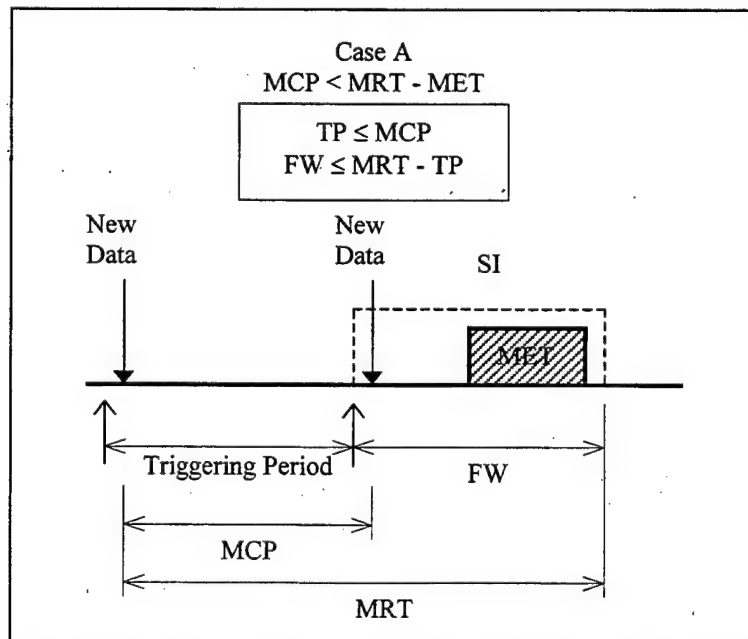 Case A
MCP < MRT - MET
TP ≤ MCP
FW ≤ MRT - TP
New
Data
New
Data
SI
MET
Triggering Period
FW
MCP
MRT